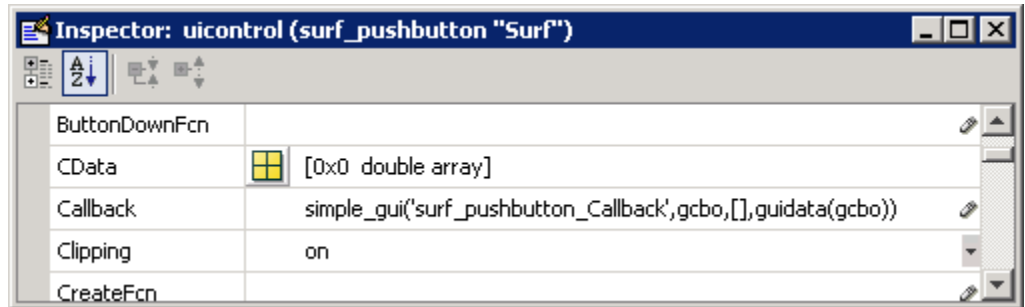 Inspector: uicontrol (surf_pushbutton "Surf")
ButtonDownFcn
CData [0x0 double array]
Callback simple_gui('surf_pushbutton_Callback',gcbo,[],guidata(gcbo))
Clipping on
CreateFcn